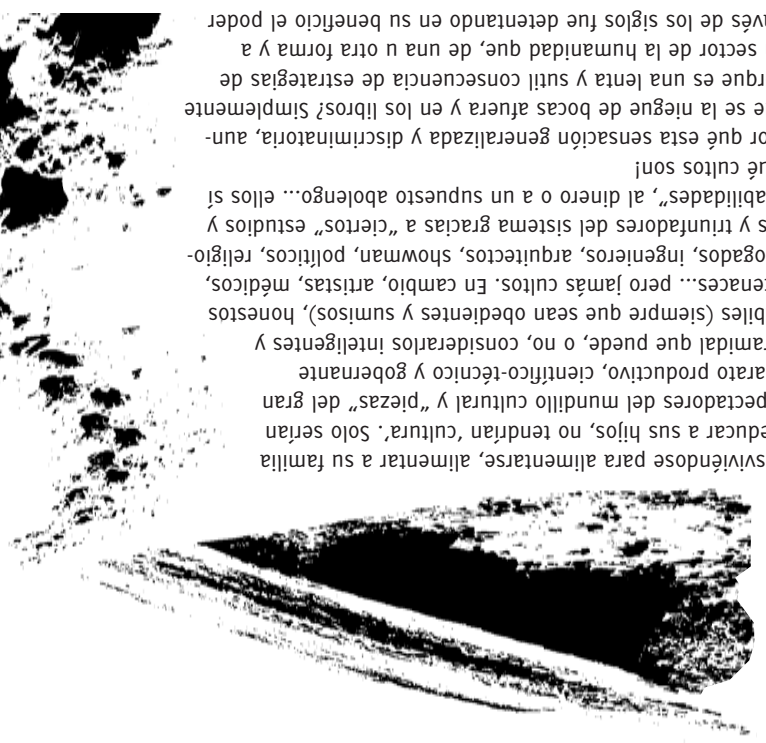 sviviéndose para alimentarse, alimentar a su familia
educar a sus hijos, no tendrían ‘cultura’. Solo serían
pectadores del mundillo cultural y “piezas” del gran
arato productivo, científico-técnico y gobernante
ramidal que puede, o no, considerarlos inteligentes y
biles (siempre que sean obedientes y sumisos), honestos
tenaces... pero jamás cultos. En cambio, artistas, médicos,
ogados, ingenieros, arquitectos, showman, políticos, religio-
s y triunfadores del sistema gracias a “ciertos” estudios y
abilidades”, al dinero o a un supuesto abolengo... ellos sí
ué cultos son!
or qué esta sensación generalizada y discriminatoria, aun-
e se la niegue de bocas afuera y en los libros? Simplemente
rque es una lenta y sutil consecuencia de estrategias de
sector de la humanidad que, de una u otra forma y a
vés de los siglos fue detentando en su beneficio el poder